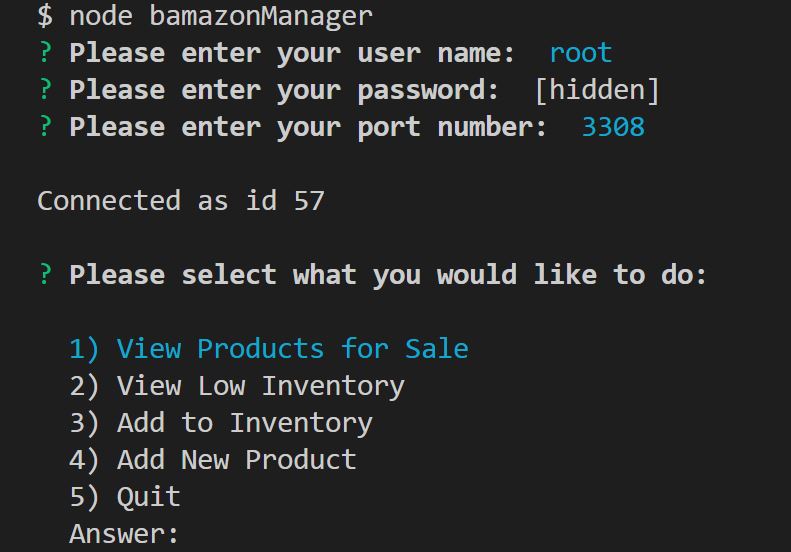 $ node bamazonManager
? Please enter your user name:  root
? Please enter your password:  [hidden]
? Please enter your port number:  3308
Connected as id 57
? Please select what you would like to do:
1) View Products for Sale
2) View Low Inventory
3) Add to Inventory
4) Add New Product
5) Quit
Answer: